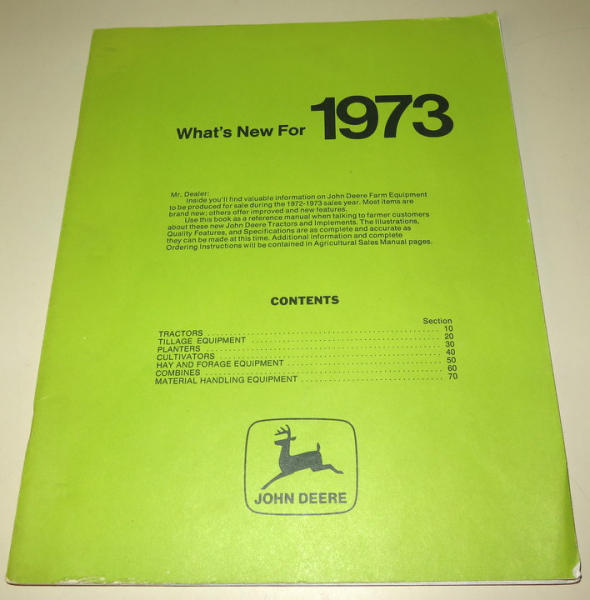 What's New For 1973
Mr. Dealer:
Inside you'll find valuable information on John Deere Farm Equipment
to be produced for sale during the 1972-1973 sales year. Most items are
brand new; others offer improved and new features.
Use this book as a reference manual when talking to farmer customers
about these new John Deere Tractors and Implements. The Illustrations,
Quality Features, and Specifications are as complete and accurate as
they can be made at this time. Additional information and complete
Ordering Instructions will be contained in Agricultural Sales Manual pages.
CONTENTS
Section
TRACTORS 10
TILLAGE EQUIPMENT 20
PLANTERS 30
CULTIVATORS 40
HAY AND FORAGE EQUIPMENT 50
COMBINES 60
MATERIAL HANDLING EQUIPMENT 70
JOHN DEERE